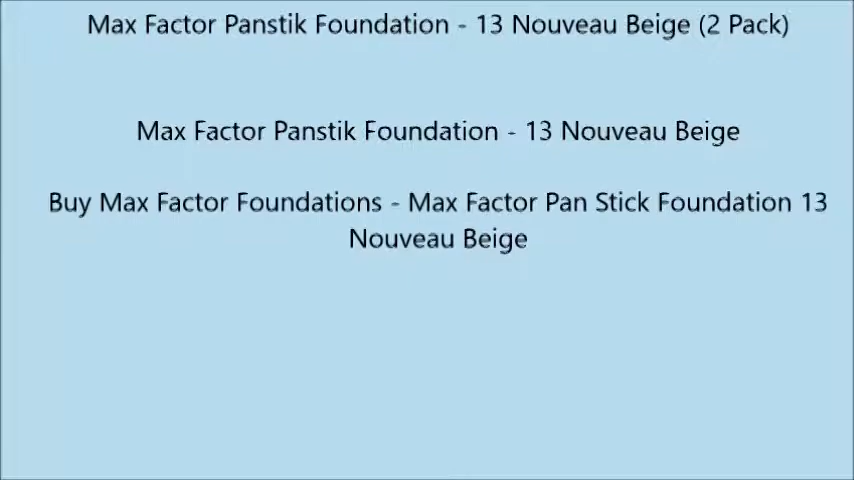 Max Factor Panstik Foundation - 13 Nouveau Beige (2 Pack)
Max Factor Panstik Foundation - 13 Nouveau Beige
Buy Max Factor Foundations - Max Factor Pan Stick Foundation 13
Nouveau Beige